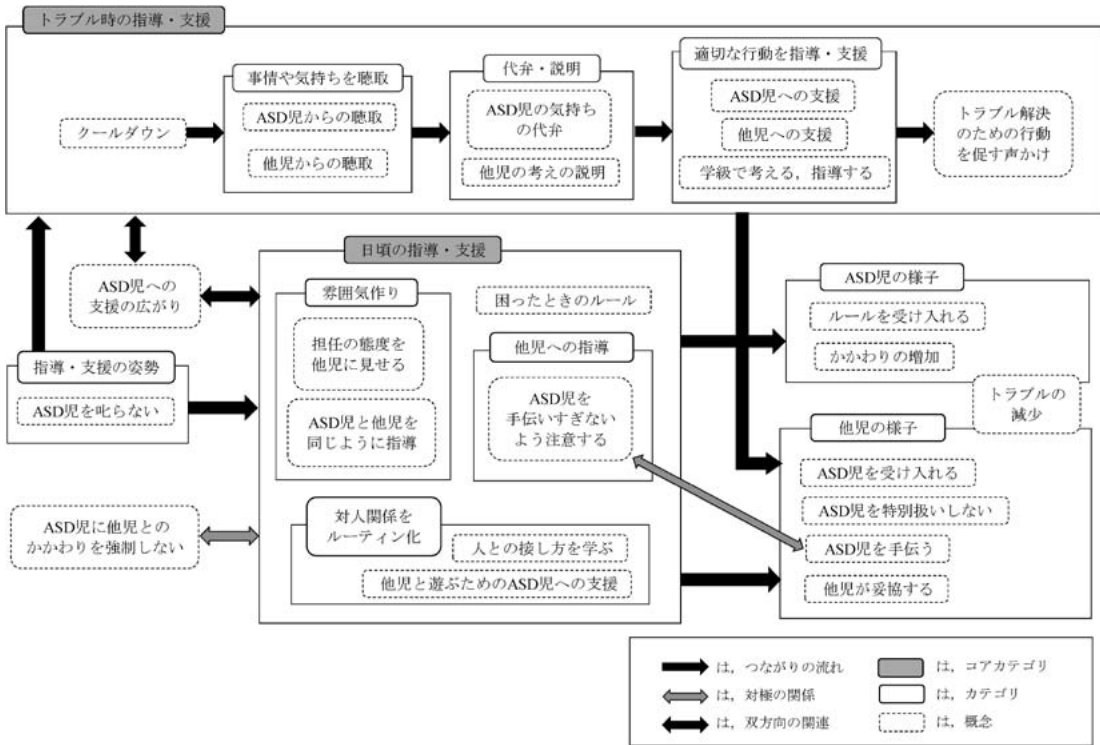 トラブル時の指導・支援
クールダウン
事情や気持ちを聴取
ASD児からの聴取
他児からの聴取
代弁・説明
ASD児の気持ち
の代弁
他児の考えの説明
適切な行動を指導・支援
ASD児への支援
他児への支援
学級で考える，指導する
トラブル解決
のための行動
を促す声かけ
ASD児への
支援の広がり
指導・支援の姿勢
ASD児を叱らない
ASD児に他児との
かかわりを強制しない
日頃の指導・支援
雰囲気作り
担任の態度を
他児に見せる
ASD児と他児を
同じように指導
困ったときのルール
他児への指導
ASD児を
手伝いすぎない
よう注意する
対人関係を
ルーティン化
人との接し方を学ぶ
他児と遊ぶためのASD児への支援
ASD児の様子
ルールを受け入れる
かかわりの増加
トラブルの
減少
他児の様子
ASD児を受け入れる
ASD児を特別扱いしない
ASD児を手伝う
他児が妥協する
は，つながりの流れ
は，対極の関係
は，双方向の関連
は，コアカテゴリ
は，カテゴリ
は，概念